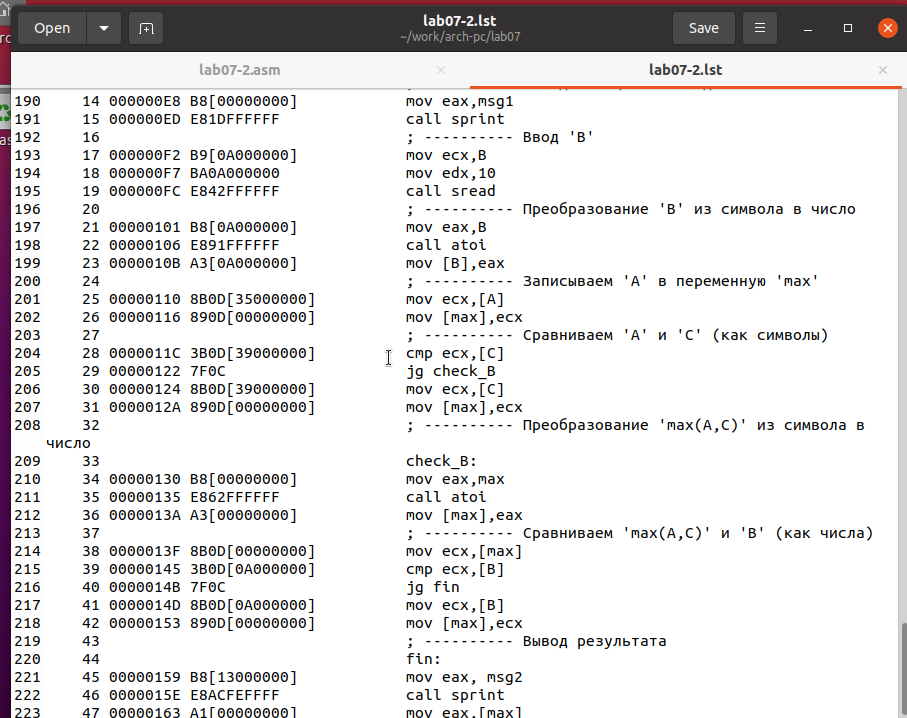 Open
lab07-2.lst
~/work/arch-pc/lab07
Save
lab07-2.asm
lab07-2.lst
190 14 000000E8 B8[00000000] mov eax,msg1
191 15 000000ED E81DFFFFFF call sprint
192 16 ; ---------- Ввод 'B'
193 17 000000F2 B9[0A000000] mov ecx,B
194 18 000000F7 BA0A000000 mov edx,10
195 19 000000FC E842FFFFFF call sread
196 20 ; ---------- Преобразование 'B' из символа в число
197 21 00000101 B8[0A000000] mov eax,B
198 22 00000106 E891FFFFFF call atoi
199 23 0000010B A3[0A000000] mov [B],eax
200 24 ; ---------- Записываем 'A' в переменную 'max'
201 25 00000110 8B0D[35000000] mov ecx,[A]
202 26 00000116 890D[00000000] mov [max],ecx
203 27 ; ---------- Сравниваем 'A' и 'С' (как символы)
204 28 0000011C 3B0D[39000000] cmp ecx,[C]
205 29 00000122 7F0C jg check_B
206 30 00000124 8B0D[39000000] mov ecx,[C]
207 31 0000012A 890D[00000000] mov [max],ecx
208 32 ; ---------- Преобразование 'max(A,C)' из символа в
число
209 33 check_B:
210 34 00000130 B8[00000000] mov eax,max
211 35 00000135 E862FFFFFF call atoi
212 36 0000013A A3[00000000] mov [max],eax
213 37 ; ---------- Сравниваем 'max(A,C)' и 'B' (как числа)
214 38 0000013F 8B0D[00000000] mov ecx,[max]
215 39 00000145 3B0D[0A000000] cmp ecx,[B]
216 40 0000014B 7F0C jg fin
217 41 0000014D 8B0D[0A000000] mov ecx,[B]
218 42 00000153 890D[00000000] mov [max],ecx
219 43 ; ---------- Вывод результата
220 44 fin:
221 45 00000159 B8[13000000] mov eax, msg2
222 46 0000015E E8ACFEFFFF call sprint
223 47 00000163 A1[00000000] mov eax,[max]